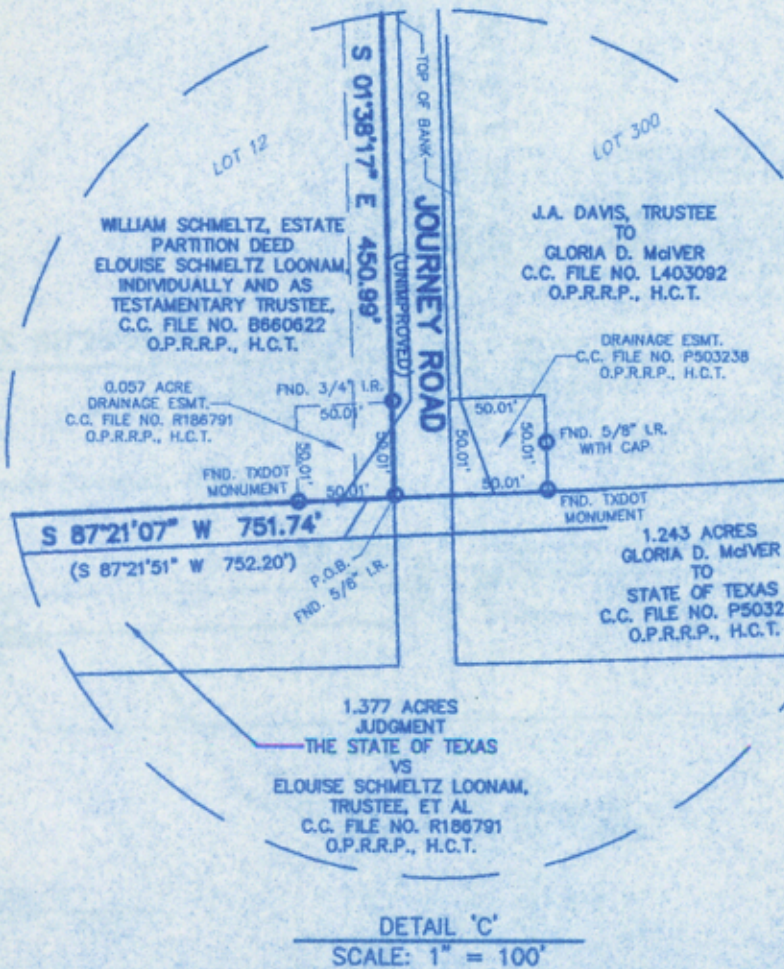 LOT 12
LOT 300
S 01°38'17" E 450.99'
TOP OF BANK
JOURNEY ROAD
(UNIMPROVED)
WILLIAM SCHMELTZ, ESTATE
PARTITION DEED
ELOUISE SCHMELTZ LOONAM,
INDIVIDUALLY AND AS
TESTAMENTARY TRUSTEE,
C.C. FILE NO. B660622
O.P.R.R.P., H.C.T.
J.A. DAVIS, TRUSTEE
TO
GLORIA D. McIVER
C.C. FILE NO. L403092
O.P.R.R.P., H.C.T.
DRAINAGE ESMT.
C.C. FILE NO. P503238
O.P.R.R.P., H.C.T.
0.057 ACRE
DRAINAGE ESMT.
C.C. FILE NO. R186791
O.P.R.R.P., H.C.T.
FND. 3/4" I.R.
50.01'
50.01'
50.01'
50.01'
FND. TXDOT
MONUMENT
50.01'
50.01'
50.01'
50.01'
FND. 5/8" I.R.
WITH CAP
FND. TXDOT
MONUMENT
S 87°21'07" W 751.74'
(S 87°21'51" W 752.20')
P.O.B.
FND. 5/8" I.R.
1.243 ACRES
GLORIA D. McIVER
TO
STATE OF TEXAS
C.C. FILE NO. P5032
O.P.R.R.P., H.C.T.
1.377 ACRES
JUDGMENT
THE STATE OF TEXAS
VS
ELOUISE SCHMELTZ LOONAM,
TRUSTEE, ET AL
C.C. FILE NO. R186791
O.P.R.R.P., H.C.T.
DETAIL 'C'
SCALE: 1" = 100'